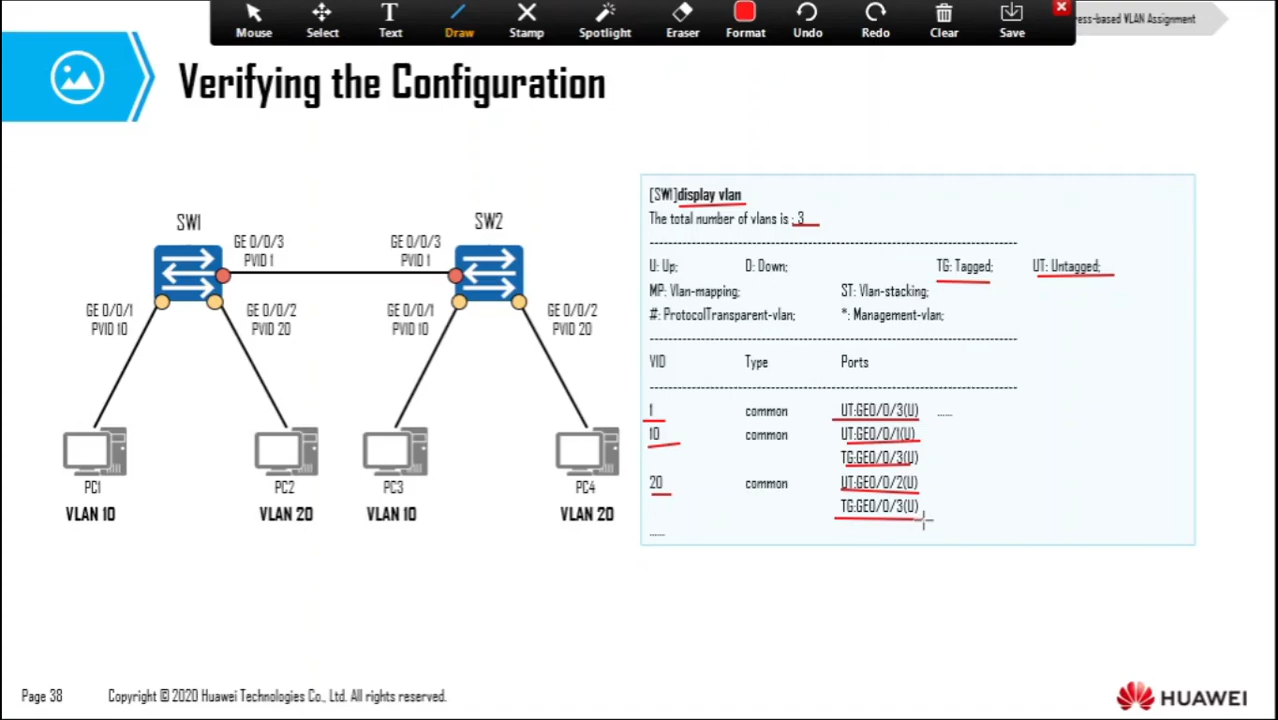 Mouse Select Text Draw Stamp Spotlight Eraser Format Undo Redo Clear Save
ess-based VLAN Assignment
Verifying the Configuration
SW1
SW2
GE 0/0/3
PVID 1
GE 0/0/3
PVID 1
GE 0/0/1
PVID 10
GE 0/0/2
PVID 20
GE 0/0/1
PVID 10
GE 0/0/2
PVID 20
PC1
VLAN 10
PC2
VLAN 20
PC3
VLAN 10
PC4
VLAN 20
[SW1]display vlan
The total number of vlans is : 3
--------------------------------------------------------------------------------
U: Up; D: Down; TG: Tagged; UT: Untagged;
MP: Vlan-mapping; ST: Vlan-stacking;
#: ProtocolTransparent-vlan; *: Management-vlan;
--------------------------------------------------------------------------------
VID Type Ports
--------------------------------------------------------------------------------
1 common UT:GE0/0/3(U) ……
10 common UT:GE0/0/1(U)
TG:GE0/0/3(U)
20 common UT:GE0/0/2(U)
TG:GE0/0/3(U)
……
Page 38 Copyright © 2020 Huawei Technologies Co., Ltd. All rights reserved.
HUAWEI